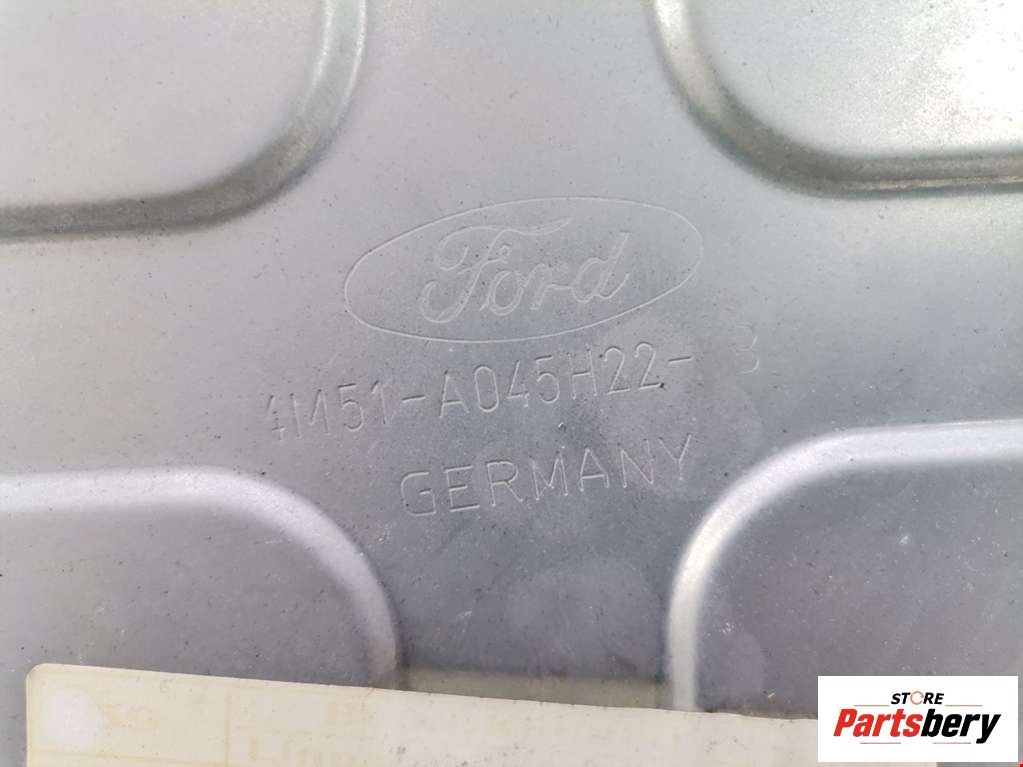 Ford
4M51-A045H22- B
GERMANY
STORE
Partsbery